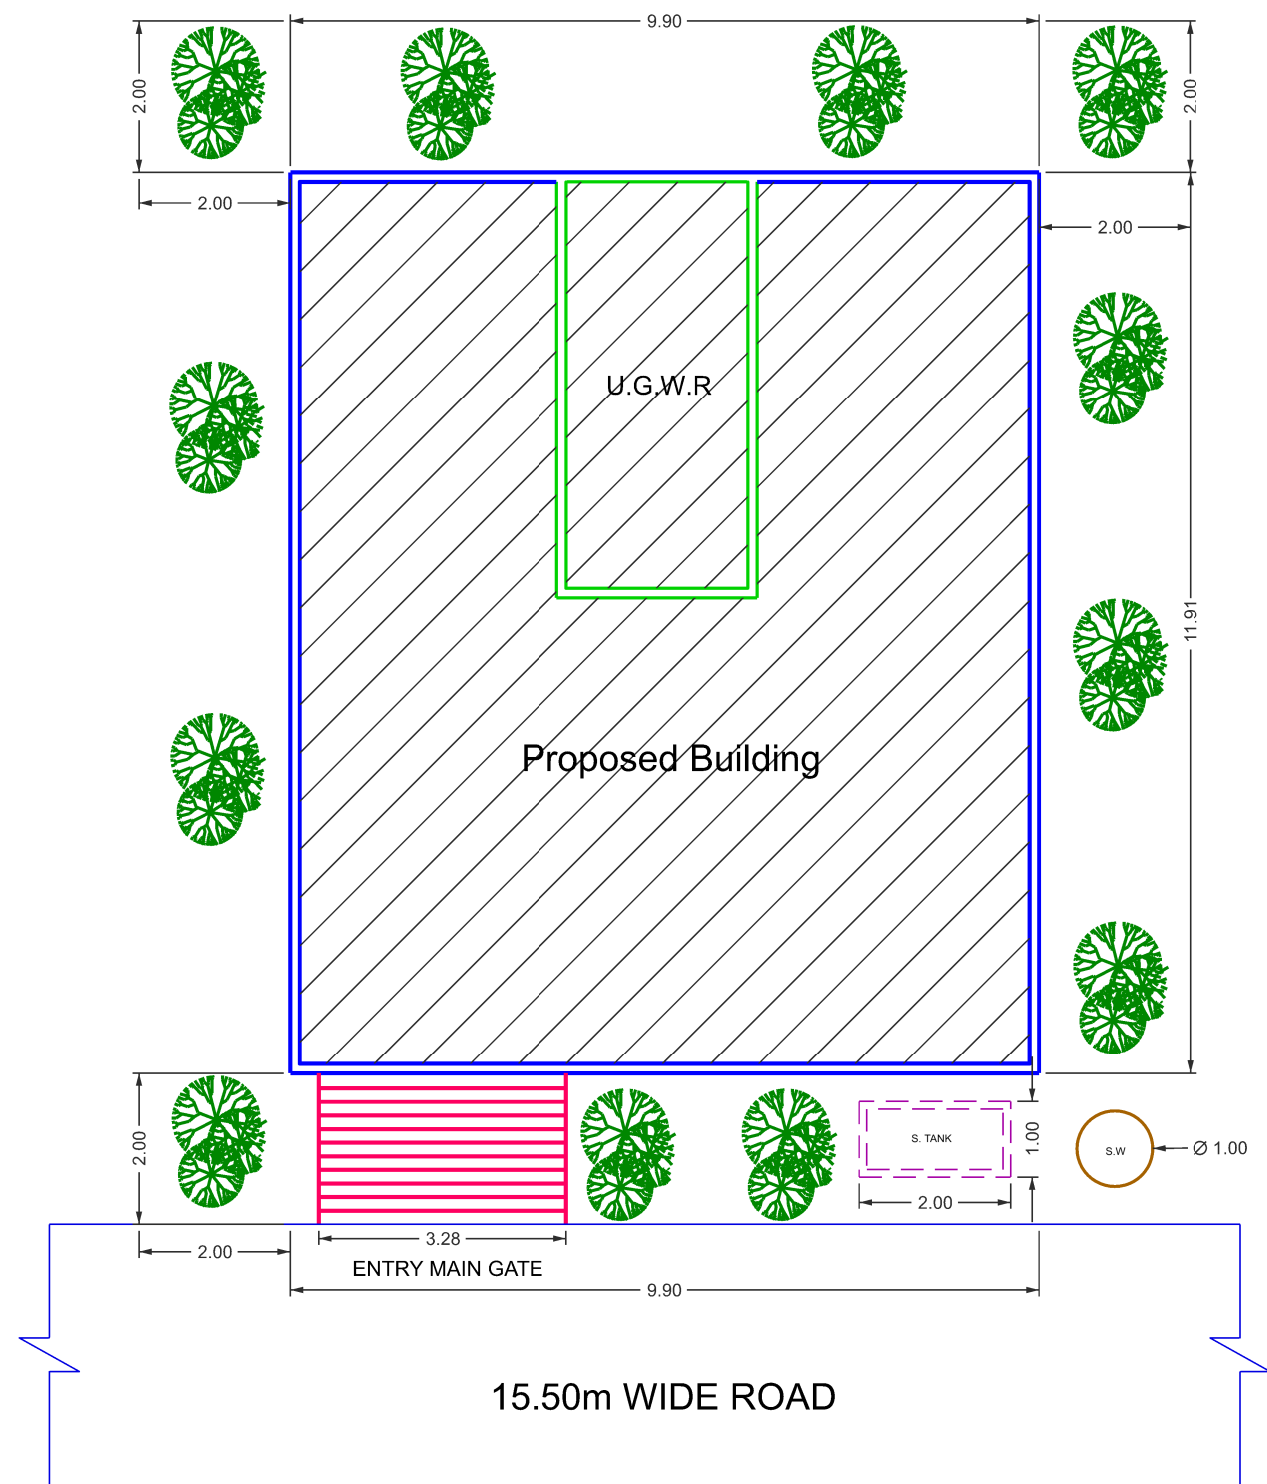 9.90
2.00
2.00
2.00
2.00
U.G.W.R
11.91
Proposed Building
2.00
S. TANK
1.00
S.W
Ø 1.00
2.00
3.28
2.00
ENTRY MAIN GATE
9.90
15.50m WIDE ROAD